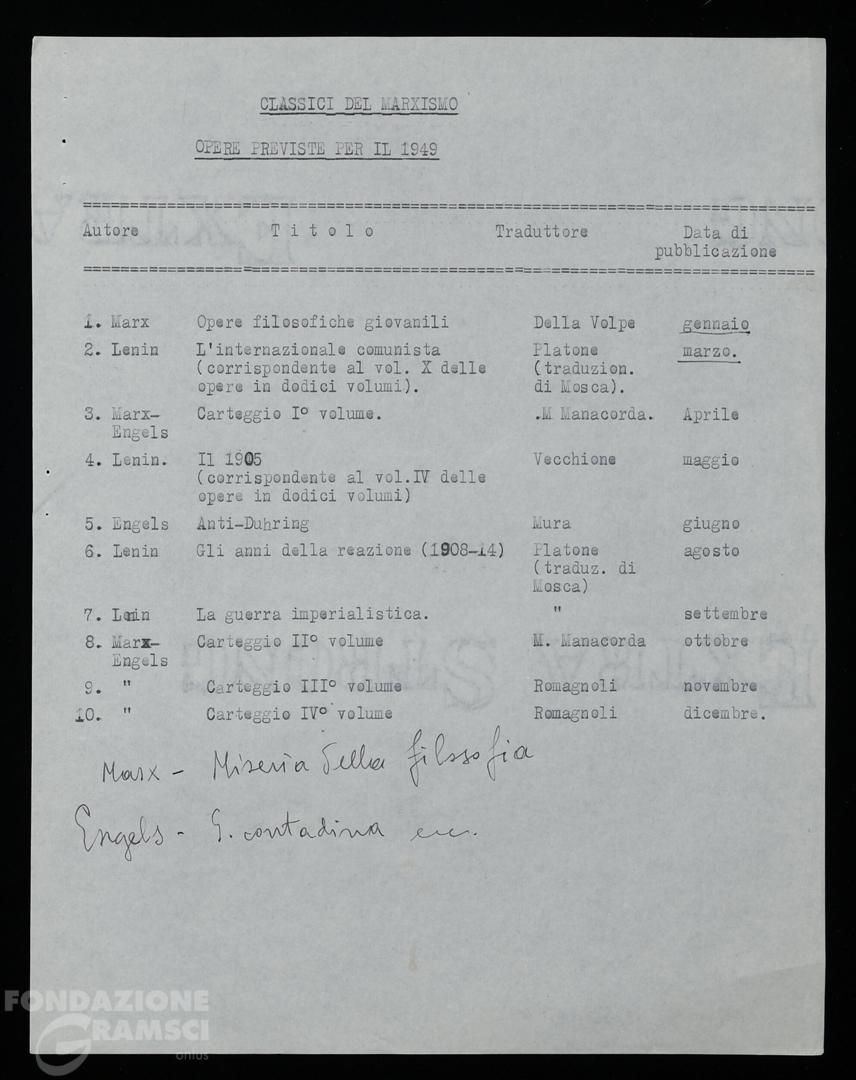 CLASSICI DEL MARXISMO
OPERE PREVISTE PER IL 1949
Autore T i t o l o Traduttore Data di
pubblicazione
1. Marx Opere filosofiche giovanili Della Volpe gennaio
2. Lenin L'internazionale comunista Platone marzo.
(corrispondente al vol. X delle (traduzion.
opere in dodici volumi). di Mosca).
3. Marx- Carteggio I° volume. .M Manacorda. Aprile
Engels
4. Lenin. Il 1905 Vecchione maggio
(corrispondente al vol.IV delle
opere in dodici volumi)
5. Engels Anti-Duhring Mura giugno
6. Lenin Gli anni della reazione (1908-14) Platone agosto
(traduz. di
Mosca)
7. Lenin La guerra imperialistica. " settembre
8. Marx- Carteggio II° volume M. Manacorda ottobre
Engels
9. " Carteggio III° volume Romagnoli novembre
10. " Carteggio IV° volume Romagnoli dicembre.
Marx - Miseria della filosofia
Engels - G. contadina ecc.
FONDAZIONE
GRAMSCI
onlus